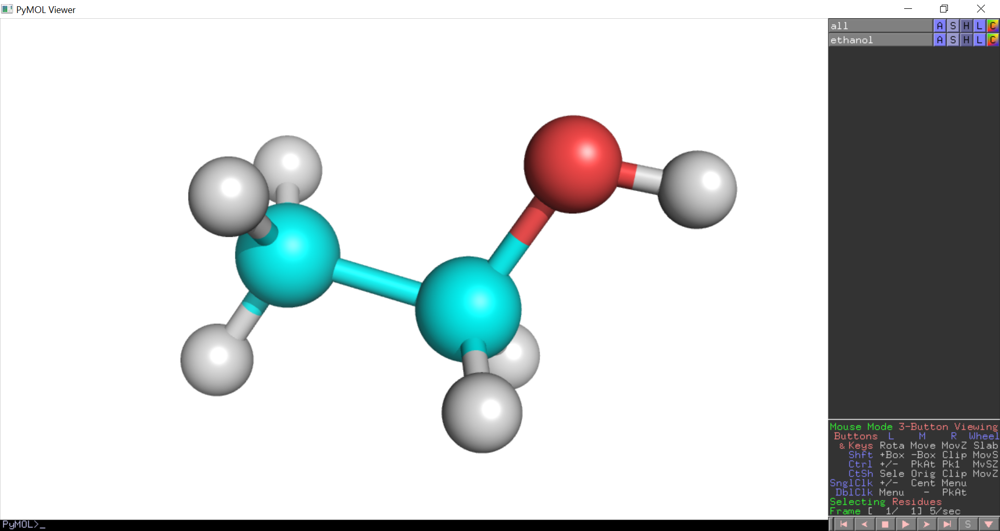 PyMOL Viewer
all A S H L C
ethanol A S H L C
Mouse Mode 3-Button Viewing
Buttons L M R Wheel
& Keys Rota Move MovZ Slab
Shft +Box -Box Clip MovS
Ctrl +/- PkAt Pk1 MvSZ
CtSh Sele Orig Clip MovZ
SnglClk +/- Cent Menu
DblClk Menu - PkAt
Selecting Residues
Frame [ 1/ 1] 5/sec
S
PyMOL>_